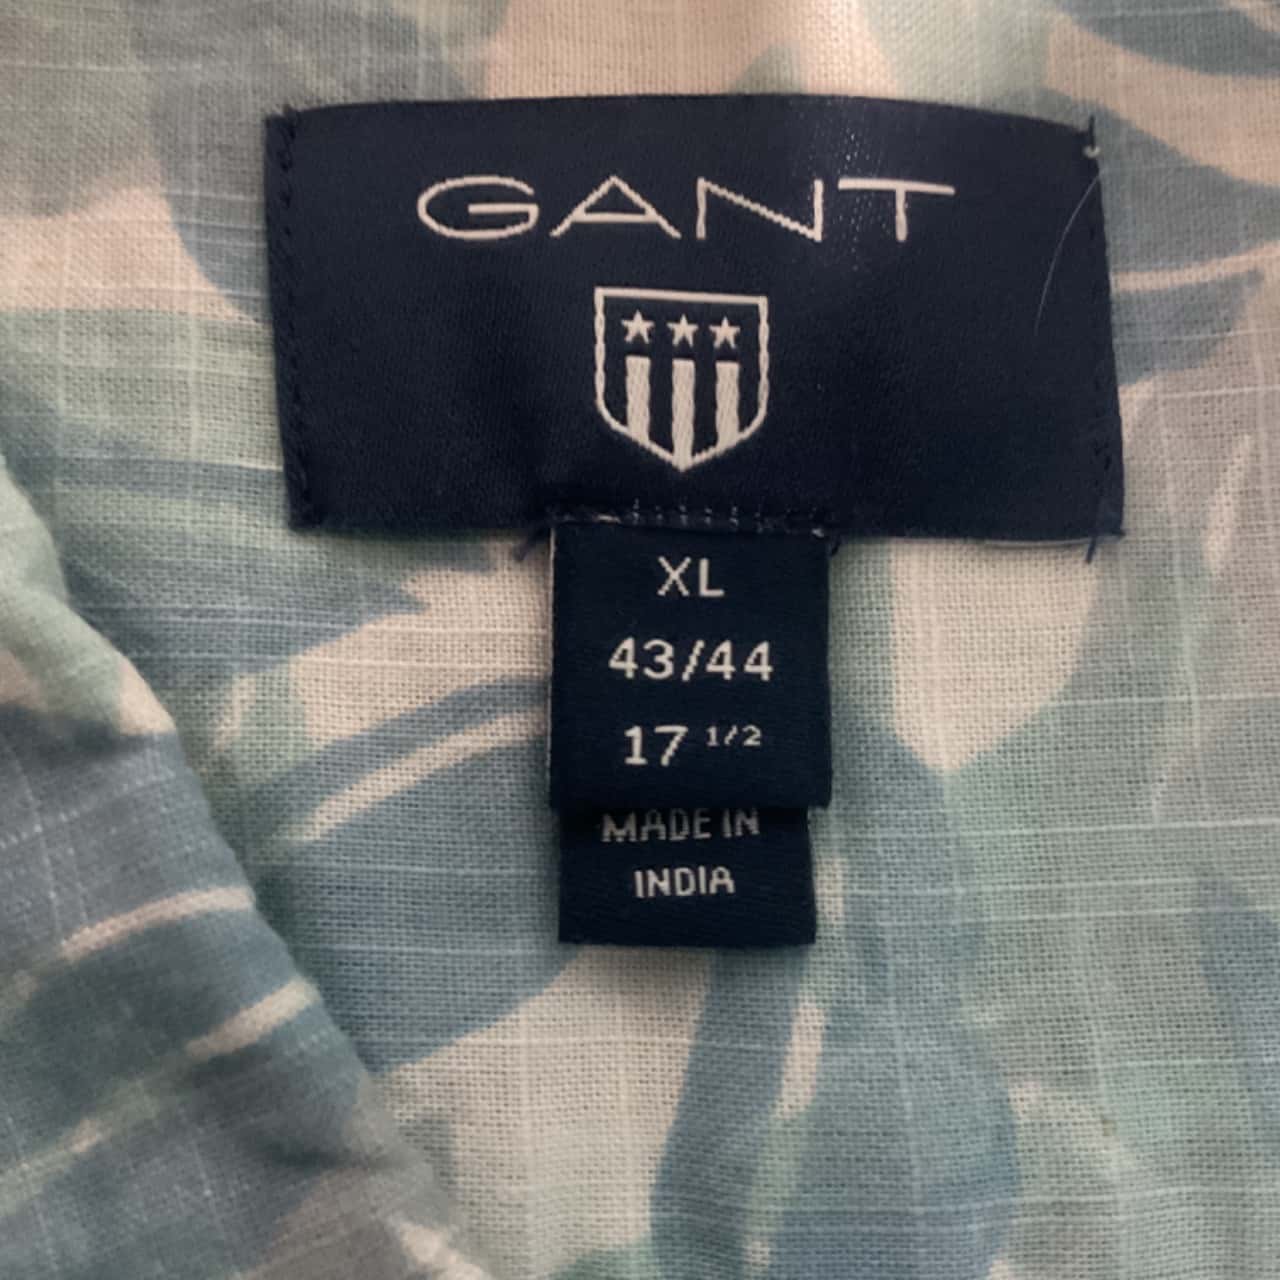 GANT
XL
43/44
17 1/2
MADE IN
INDIA